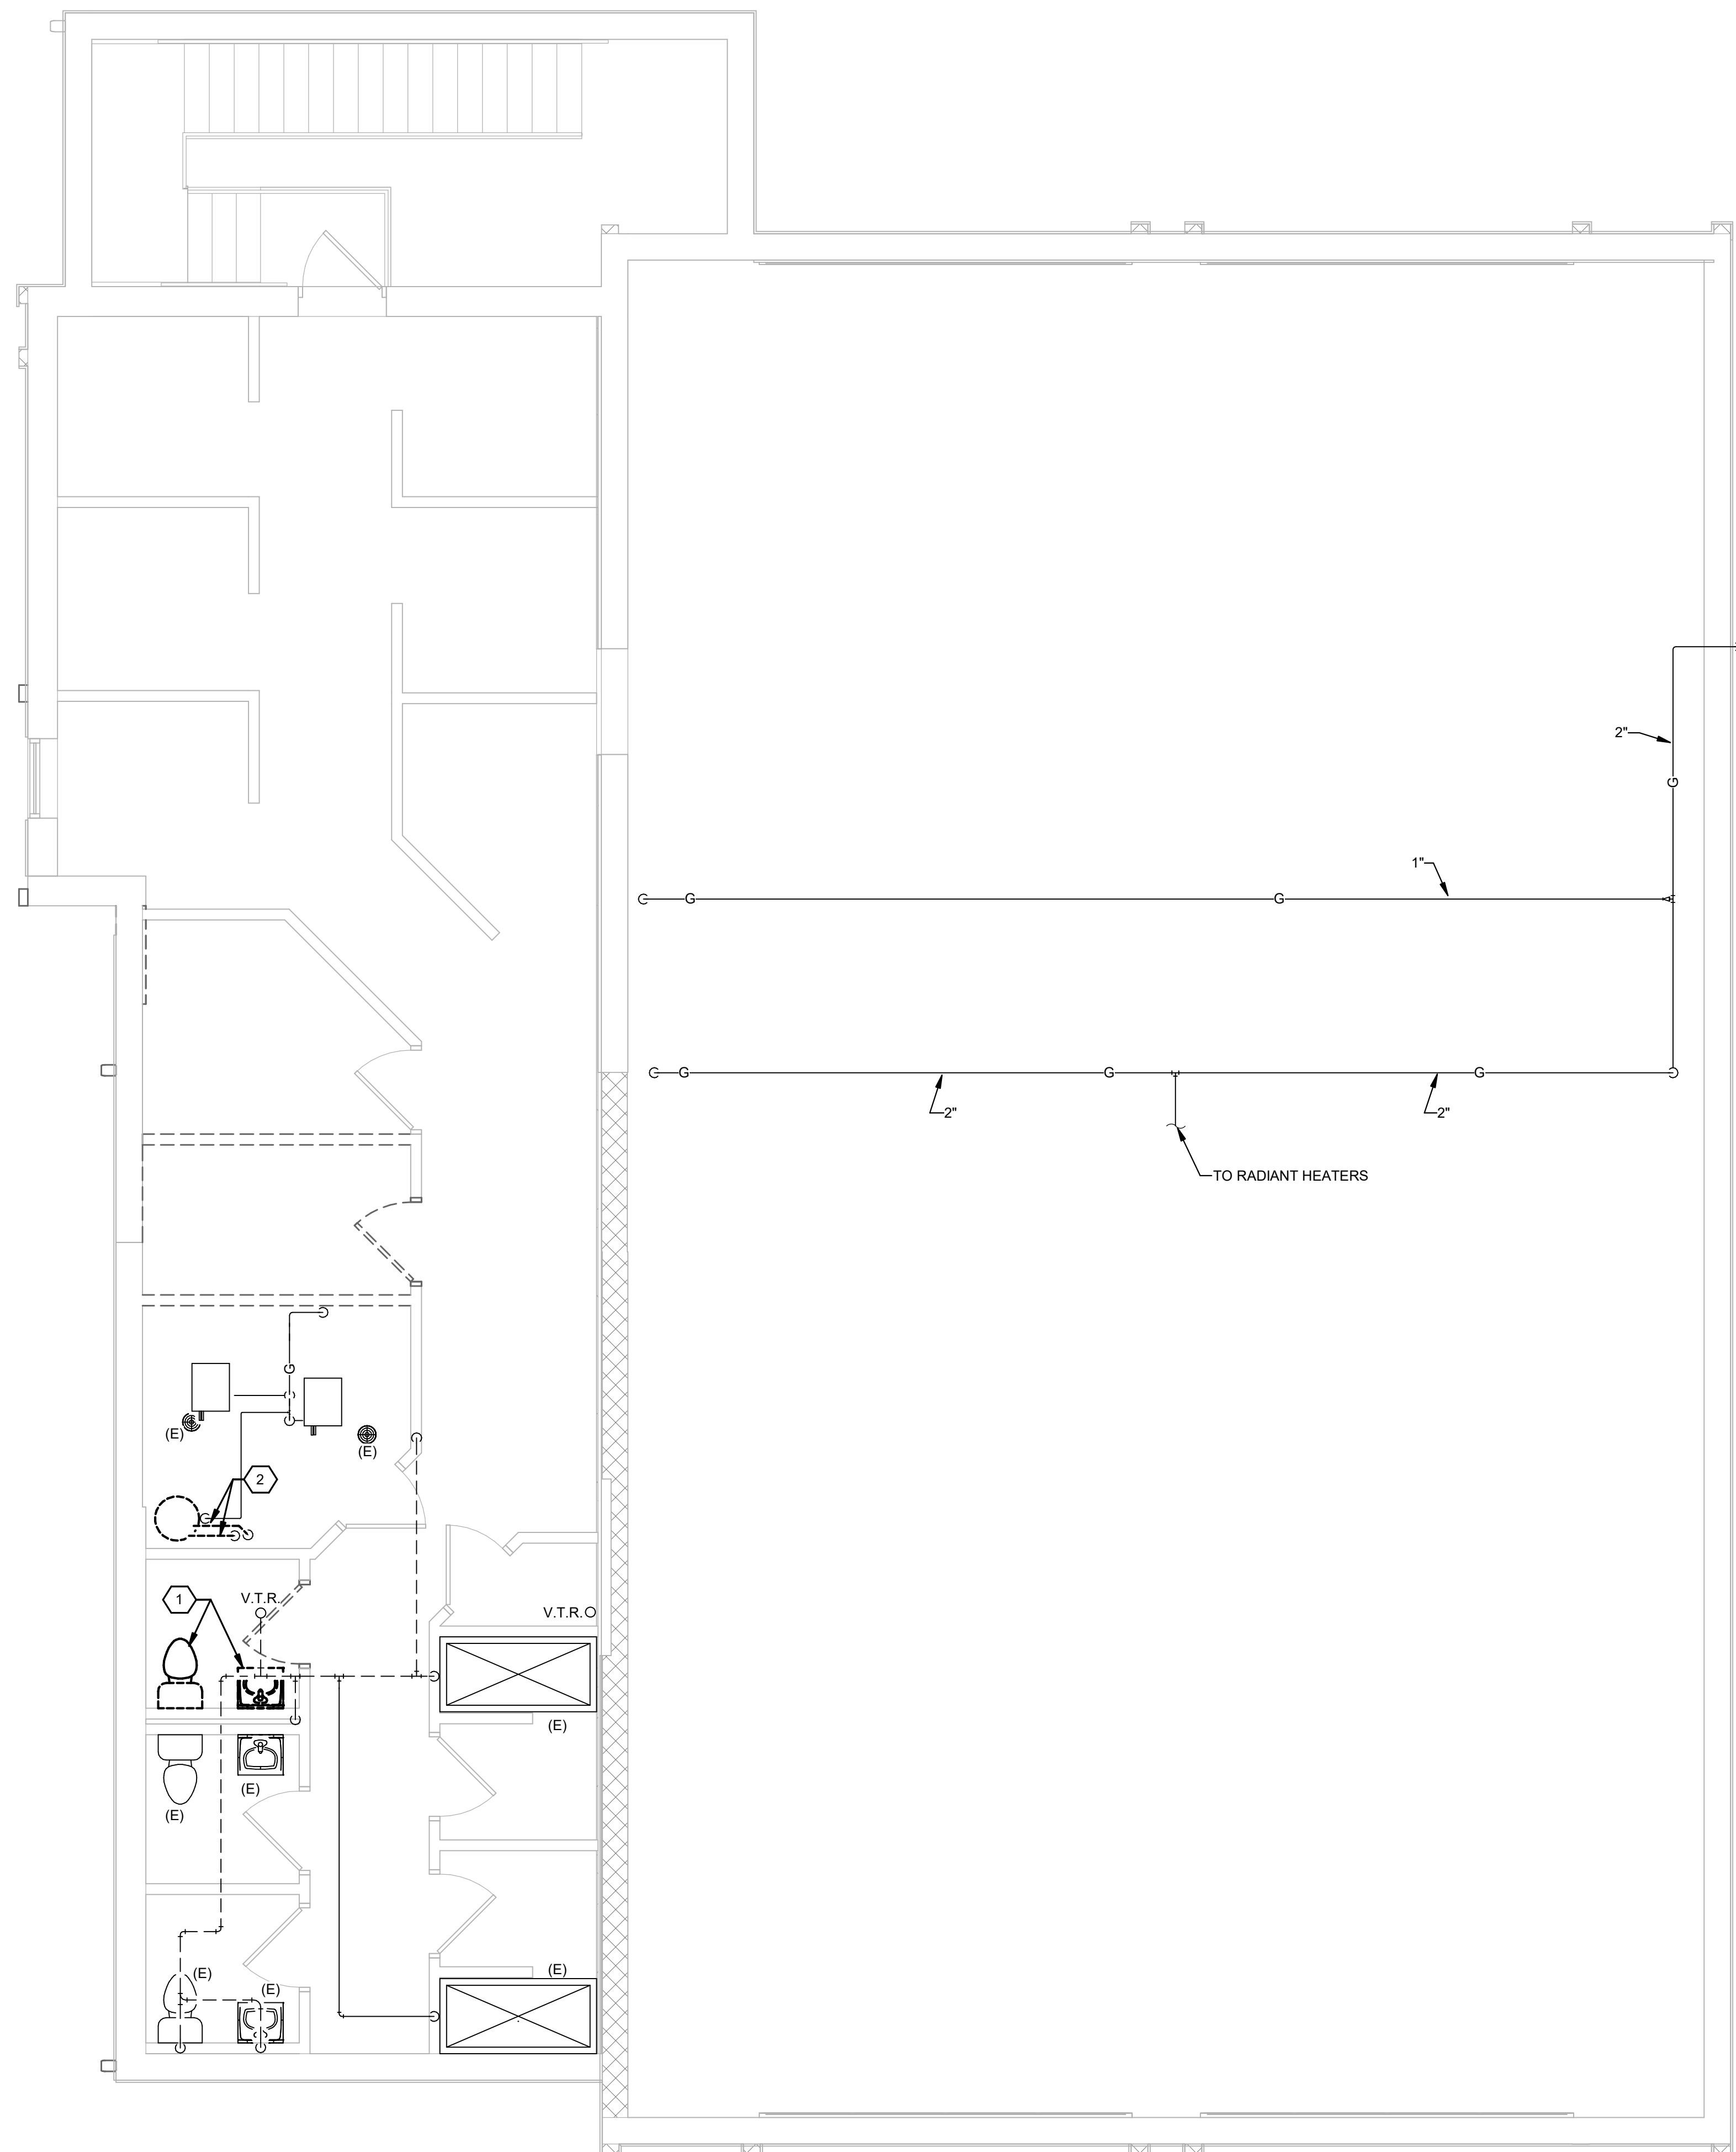 2"
1"
G
G
G
G
G
G
2"
2"
TO RADIANT HEATERS
G
(E)
(E)
2
1
V.T.R.
V.T.R.
(E)
(E)
(E)
(E)
(E)
(E)